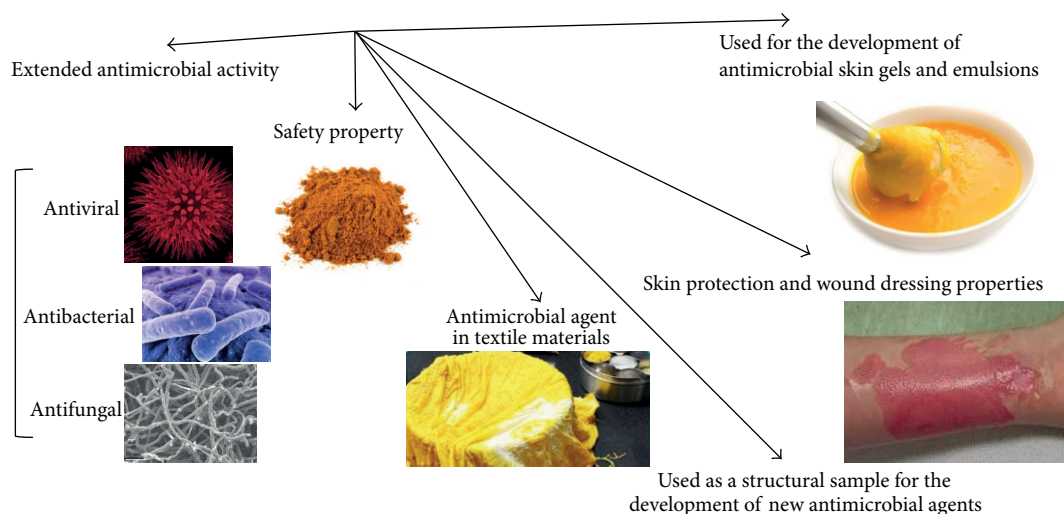 Extended antimicrobial activity
Used for the development of
antimicrobial skin gels and emulsions
Safety property
Antiviral
Antibacterial
Antifungal
Skin protection and wound dressing properties
Antimicrobial agent
in textile materials
Used as a structural sample for the
development of new antimicrobial agents